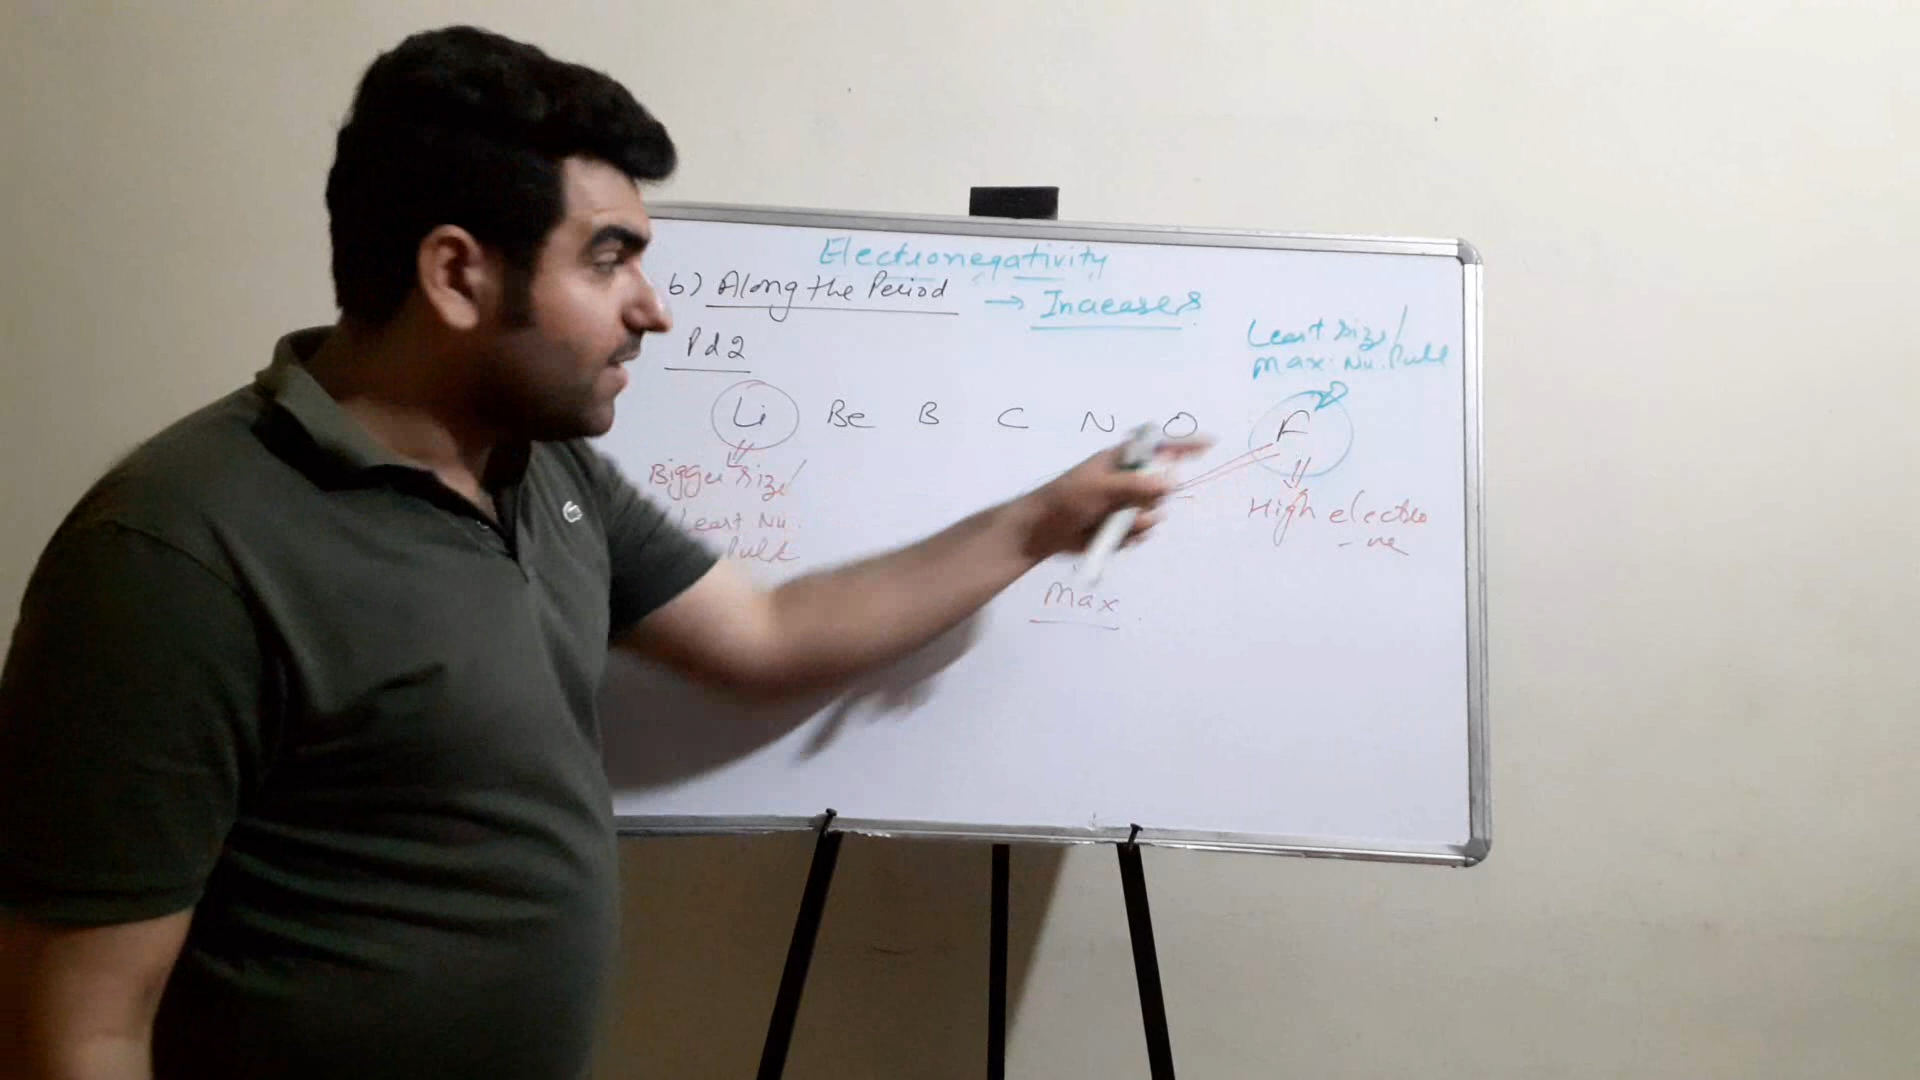 Electronegativity
b) Along the Period → Increases
Pd 2
Least size/
Max. Nu. Pull
Li Be B C N O F
Bigger size/
Least Nu.
Pull
High electro
-ve
Max